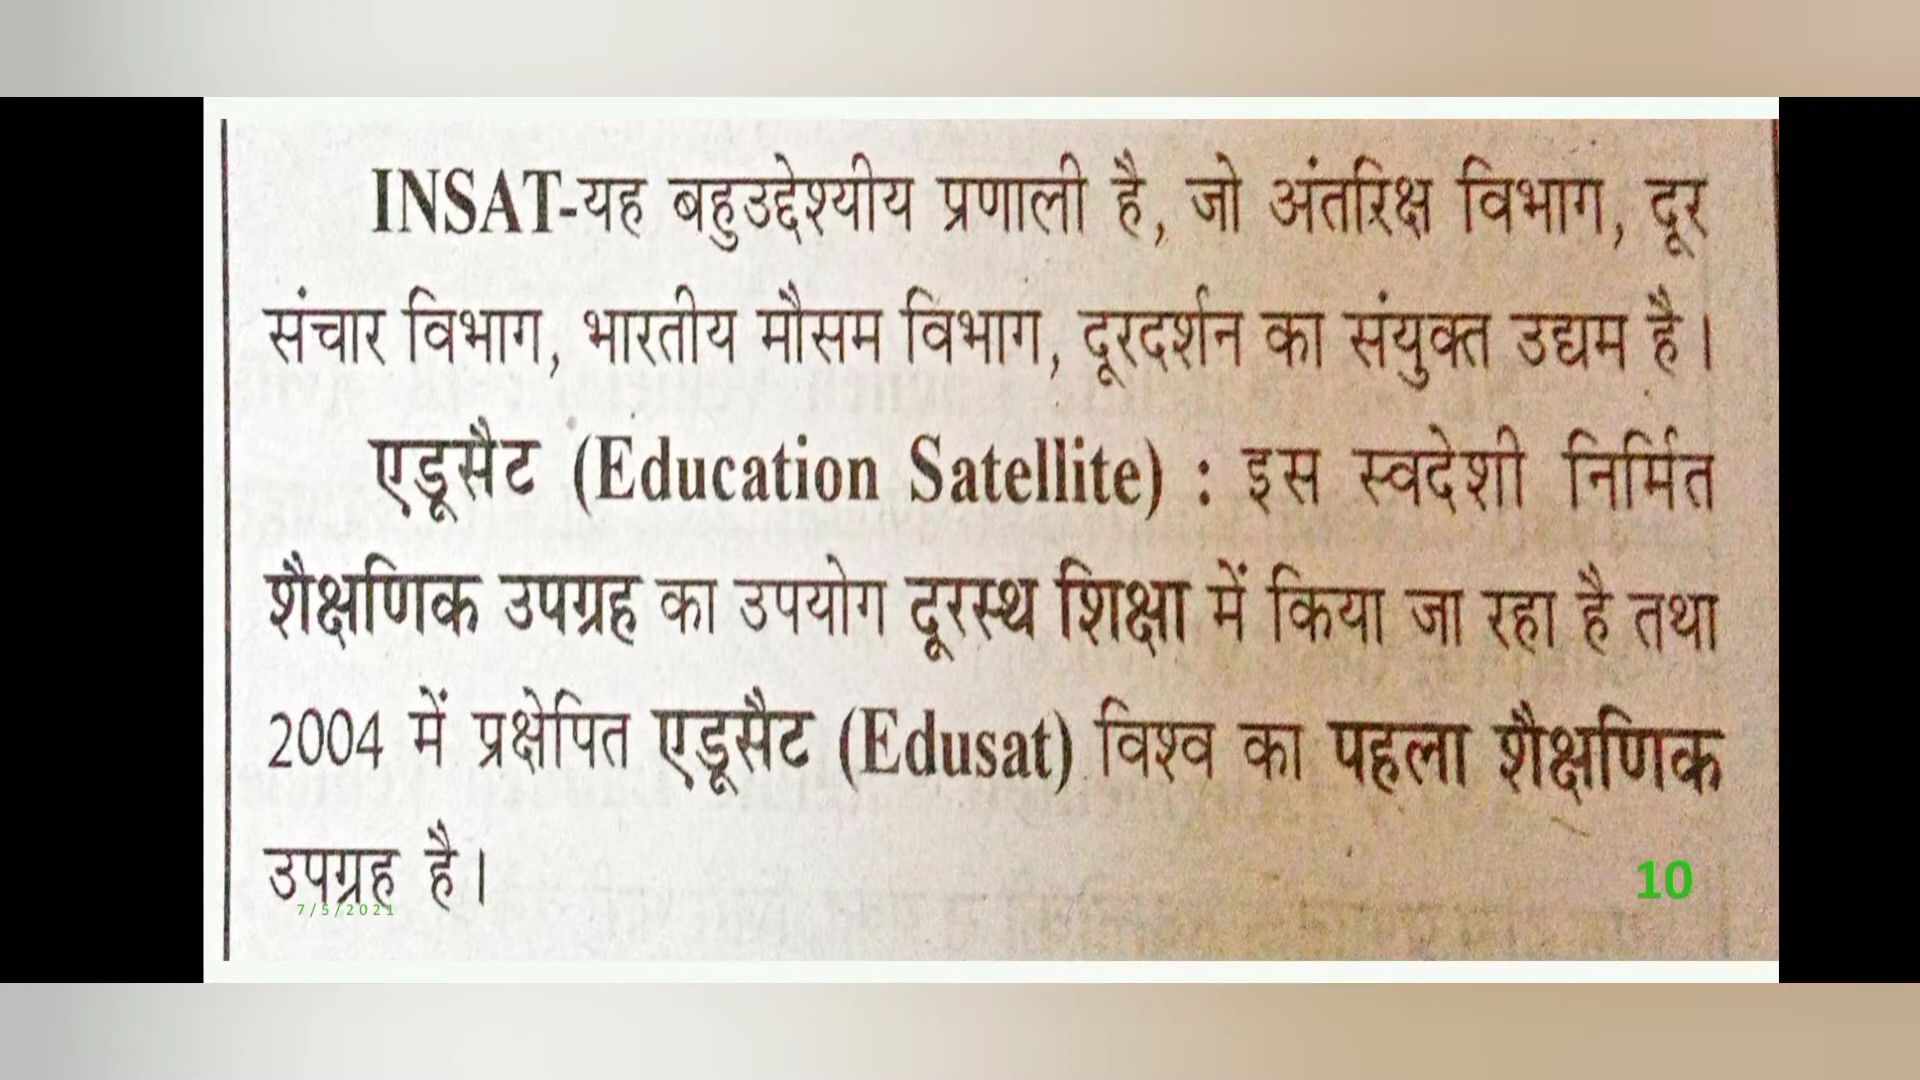 INSAT-यह बहुउद्देश्यीय प्रणाली है, जो अंतरिक्ष विभाग, दूर
संचार विभाग, भारतीय मौसम विभाग, दूरदर्शन का संयुक्त उद्यम है।
एडूसैट (Education Satellite) : इस स्वदेशी निर्मित
शैक्षणिक उपग्रह का उपयोग दूरस्थ शिक्षा में किया जा रहा है तथा
2004 में प्रक्षेपित एडूसैट (Edusat) विश्व का पहला शैक्षणिक
उपग्रह है।
7/5/2021
10